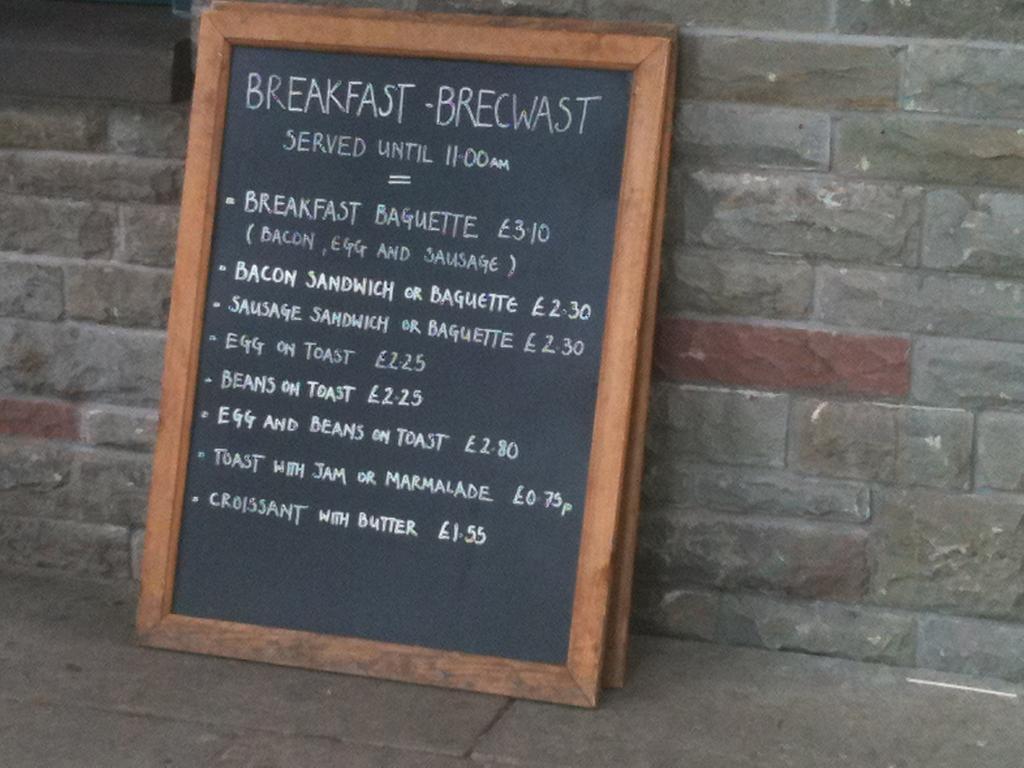 BREAKFAST - BRECWAST
SERVED UNTIL 11·00AM
=
- BREAKFAST BAGUETTE £3·10
( BACON, EGG AND SAUSAGE )
- BACON SANDWICH OR BAGUETTE £2·30
- SAUSAGE SANDWICH OR BAGUETTE £2·30
- EGG ON TOAST £2·25
- BEANS ON TOAST £2·25
- EGG AND BEANS ON TOAST £2·80
- TOAST WITH JAM OR MARMALADE £0·75p
- CROISSANT WITH BUTTER £1·55